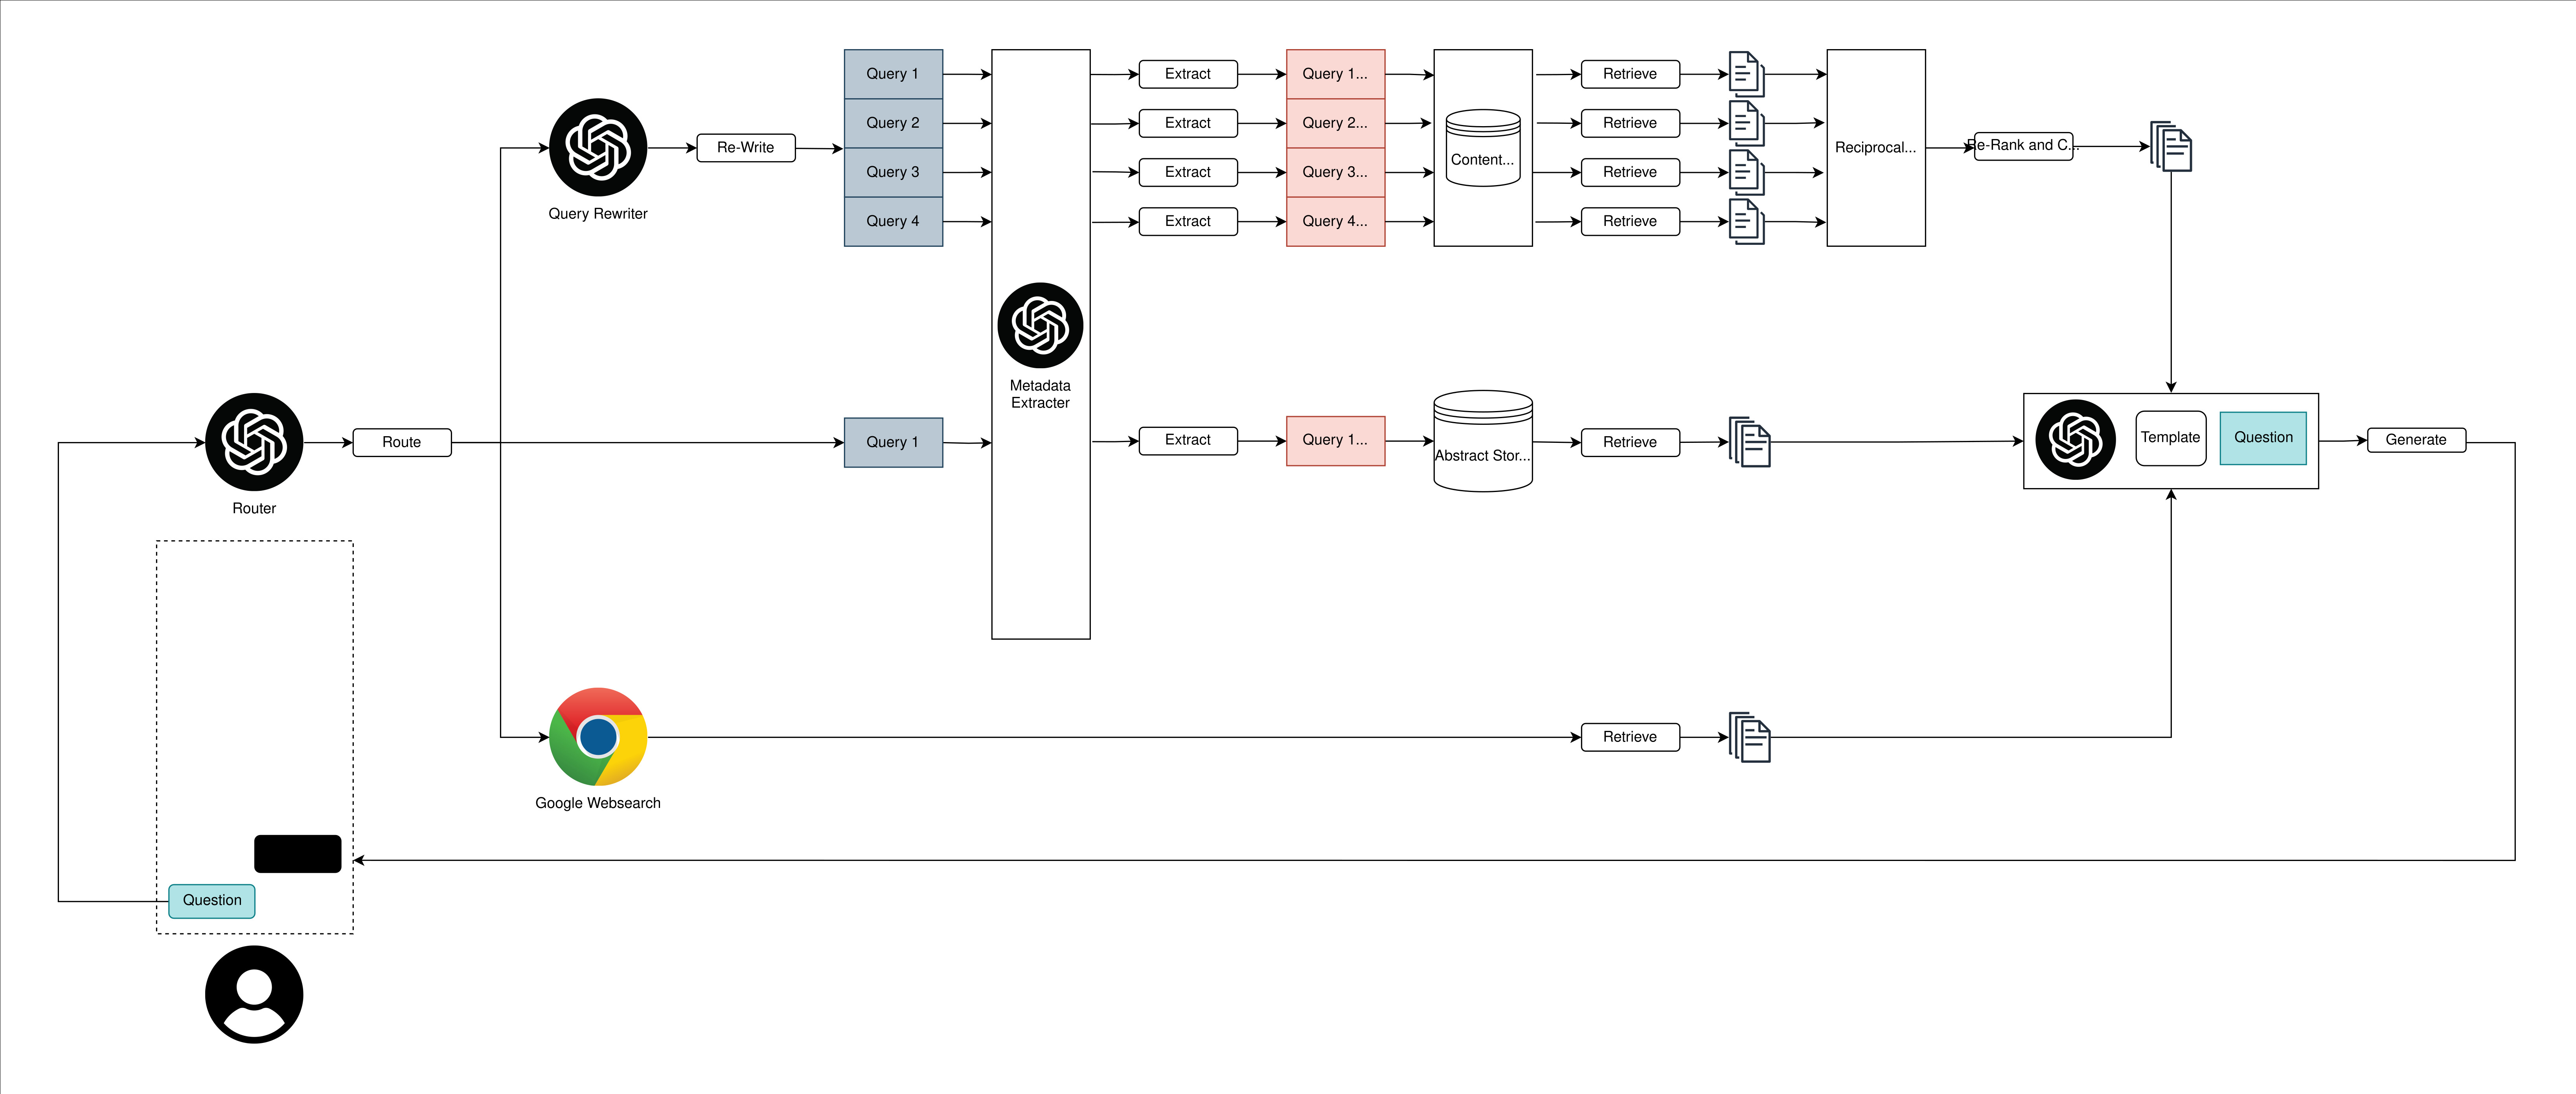 Query 1
Extract
Query 1...
Retrieve
Query 2
Extract
Query 2...
Retrieve
Query Rewriter
Re-Write
Content...
Reciprocal...
Re-Rank and C...
Query 3
Extract
Query 3...
Retrieve
Query 4
Extract
Query 4...
Retrieve
Metadata
Extracter
Router
Route
Query 1
Extract
Query 1...
Abstract Stor...
Retrieve
Template
Question
Generate
Google Websearch
Retrieve
Question